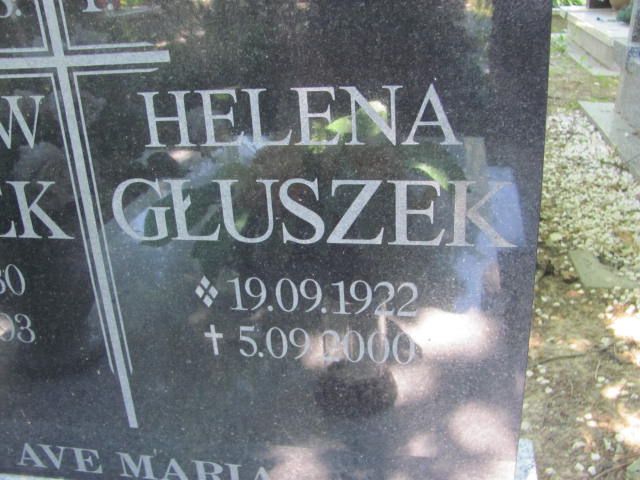 HELENA
GŁUSZEK
19.09.1922
5.09.2000
AVE MARIA